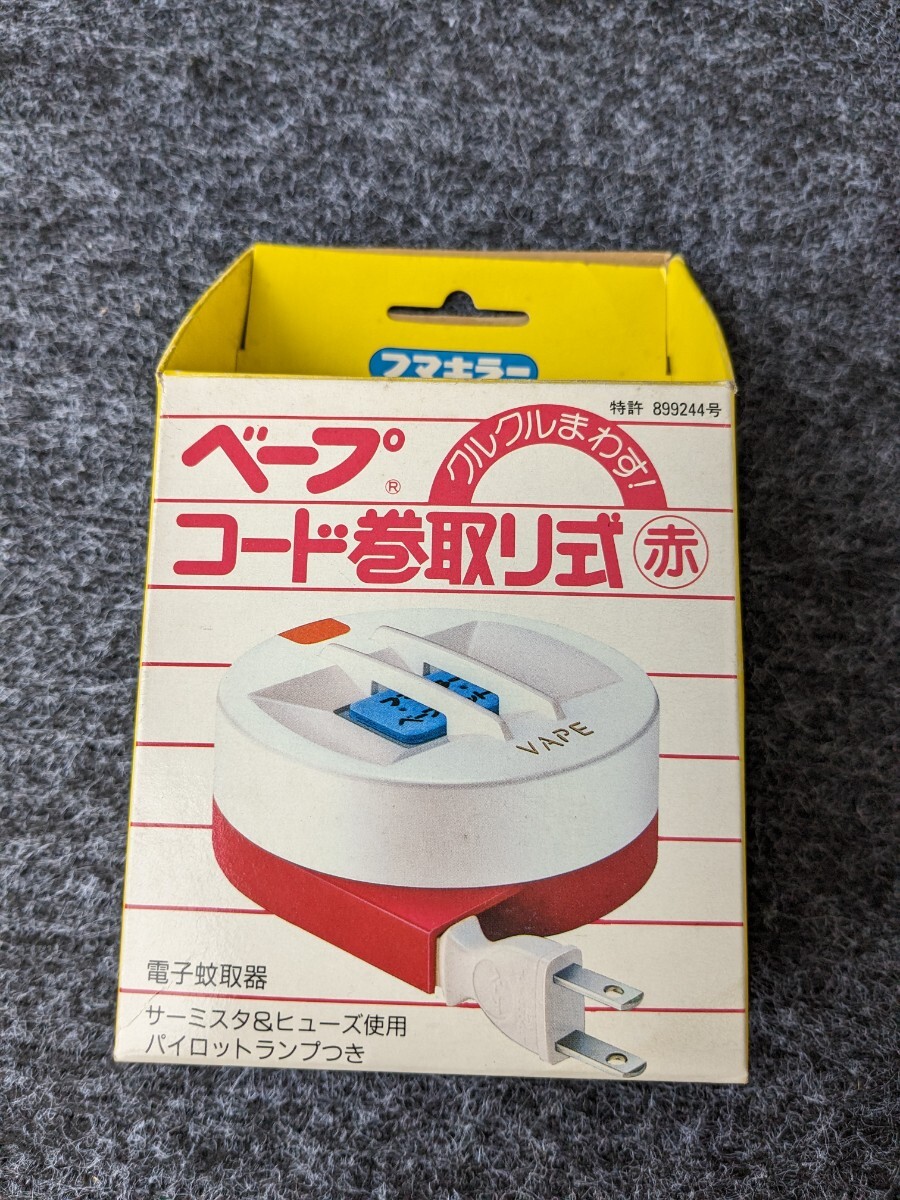 フマキラー
特許 899244号
クルクルまわす!
ベープ®
コード巻取り式 赤
VAPE
電子蚊取器
サーミスタ&ヒューズ使用
パイロットランプつき